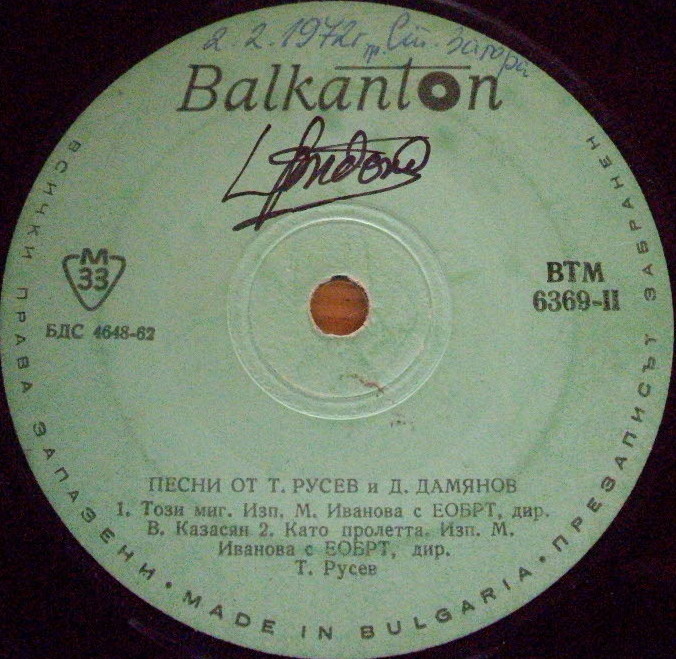 2.2.1972г гр. Ст. Загора
Balkanton
М
33
БДС 4648-62
ВТМ
6369-II
ПЕСНИ ОТ Т. РУСЕВ и Д. ДАМЯНОВ
1. Този миг. Изп. М. Иванова с ЕОБРТ, дир.
В. Казасян 2. Като пролетта. Изп. М.
Иванова с ЕОБРТ, дир.
Т. Русев
ВСИЧКИ ПРАВА ЗАПАЗЕНИ • MADE IN BULGARIA • ПРЕЗАПИСЪТ ЗАБРАНЕН